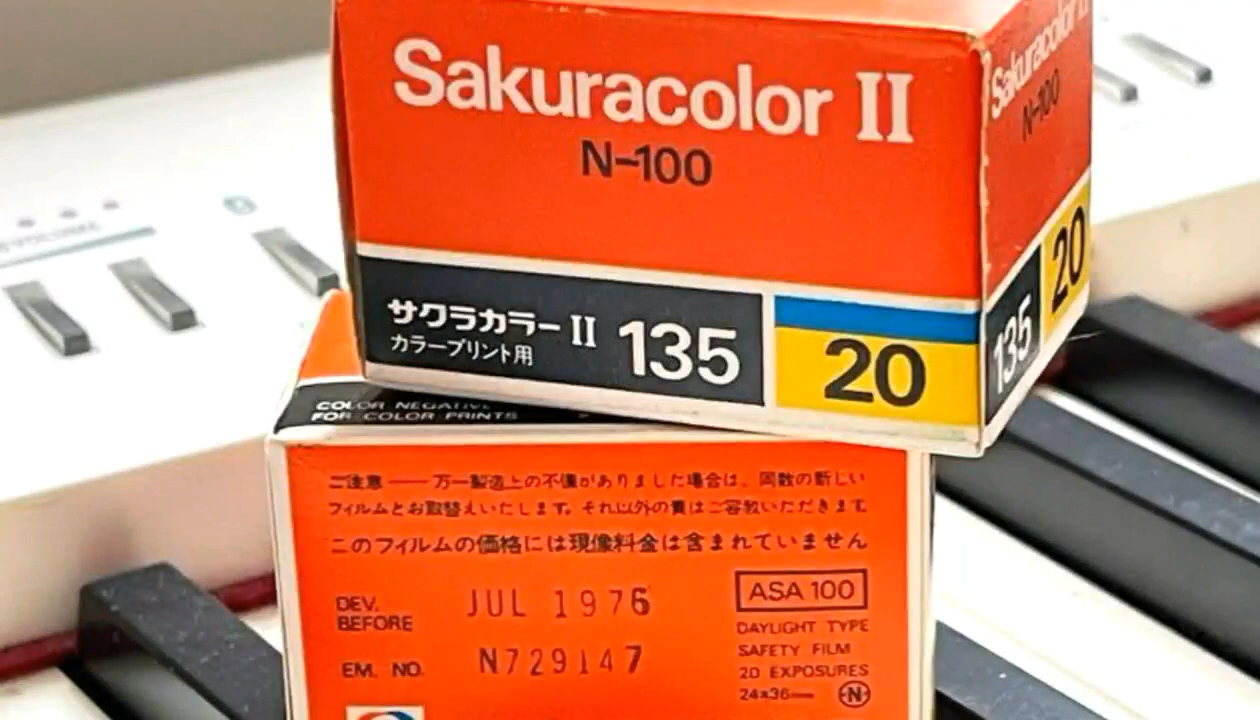 Sakuracolor II
N-100
サクラカラーII 135 20
カラープリント用
Sakuracolor II
N-100
135 20
COLOR NEGATIVE
FOR COLOR PRINTS
ご注意 —— 万一製造上の不備がありました場合は、同数の新しい
フィルムとお取替えいたします。それ以外の責はご容赦いただきます
このフィルムの価格には現像料金は含まれていません
DEV. BEFORE JUL 1976
EM. NO. N729147
ASA 100
DAYLIGHT TYPE
SAFETY FILM
20 EXPOSURES
24x36mm N
VOLUME